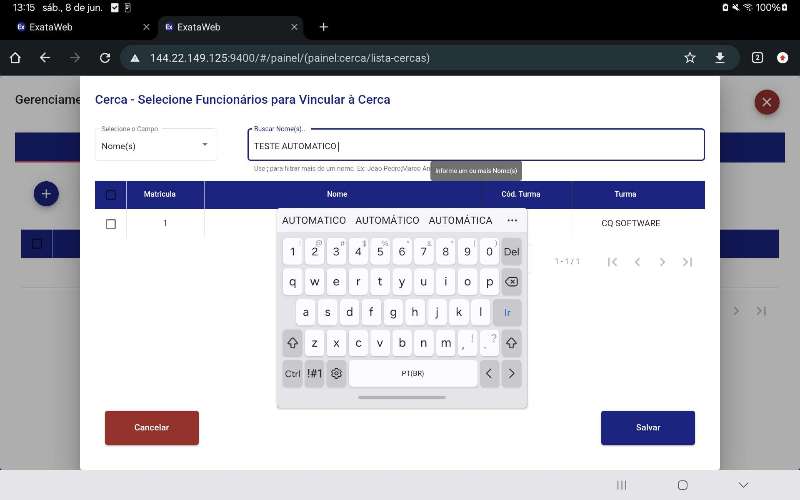 13:15 sáb., 8 de jun.
100%
ExataWeb
ExataWeb
144.22.149.125:9400/#/painel/(painel:cerca/lista-cercas)
2
Gerenciame
Cerca - Selecione Funcionários para Vincular à Cerca
Selecione o Campo
Nome(s)
Buscar Nome(s)..
TESTE AUTOMATICO
Use ; para filtrar mais de um nome. Ex: João Pedro;Marco An
Informe um ou mais Nome(s)
Matrícula Nome Cód. Turma Turma
1 CQ SOFTWARE
AUTOMATICO AUTOMÁTICO AUTOMÁTICA ...
1 2 3 4 5 6 7 8 9 0 Del
1 - 1 / 1
q w e r t y u i o p
a s d f g h j k l Ir
z x c v b n m , ! . ?
Ctrl !#1 PT(BR)
Cancelar
Salvar